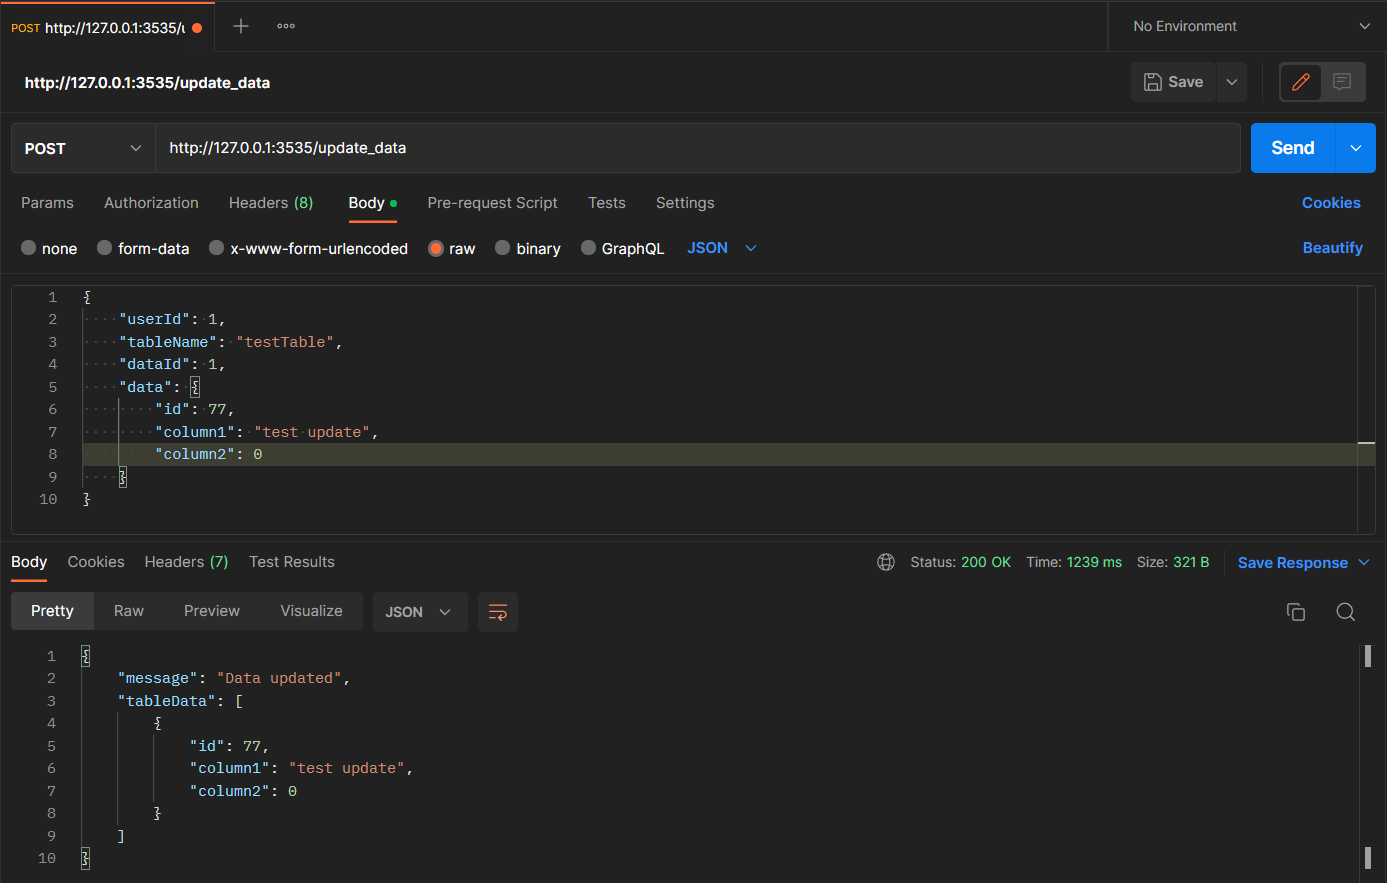 POST http://127.0.0.1:3535/u
No Environment
http://127.0.0.1:3535/update_data
Save
POST http://127.0.0.1:3535/update_data Send
Params Authorization Headers (8) Body Pre-request Script Tests Settings Cookies
none form-data x-www-form-urlencoded raw binary GraphQL JSON Beautify
1 {
2 "userId": 1,
3 "tableName": "testTable",
4 "dataId": 1,
5 "data": {
6 "id": 77,
7 "column1": "test update",
8 "column2": 0
9 }
10 }
Body Cookies Headers (7) Test Results Status: 200 OK Time: 1239 ms Size: 321 B Save Response
Pretty Raw Preview Visualize JSON
1 {
2 "message": "Data updated",
3 "tableData": [
4 {
5 "id": 77,
6 "column1": "test update",
7 "column2": 0
8 }
9 ]
10 }